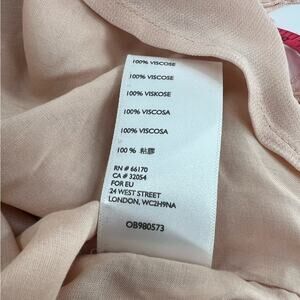 100% VISCOSE
100% VISCOSE
100% VISKOSE
100% VISCOSA
100% VISCOSA
100 % 粘膠
RN # 66170
CA # 32054
FOR EU
24 WEST STREET
LONDON, WC2H9NA
OB980573